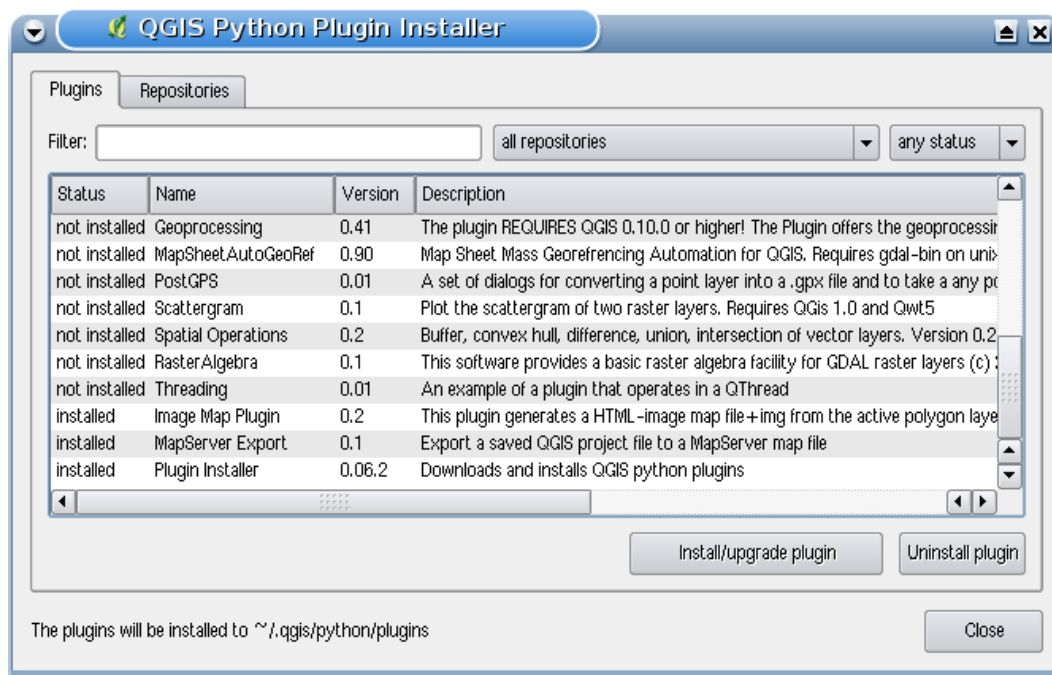 QGIS Python Plugin Installer
Plugins Repositories
Filter: all repositories any status
Status Name Version Description
not installed Geoprocessing 0.41 The plugin REQUIRES QGIS 0.10.0 or higher! The Plugin offers the
not installed MapSheetAutoGeoRef 0.90 Map Sheet Mass Georefrencing Automation for QGIS. Requires gdal-bin on
not installed PostGPS 0.01 A set of dialogs for converting a point layer into a .gpx file and to take a any
not installed Scattergram 0.1 Plot the scattergram of two raster layers. Requires QGis 1.0 and Qwt5
not installed Spatial Operations 0.2 Buffer, convex hull, difference, union, intersection of vector layers. Version 0.2
not installed RasterAlgebra 0.1 This software provides a basic raster algebra facility for GDAL raster layers (c)
not installed Threading 0.01 An example of a plugin that operates in a QThread
installed Image Map Plugin 0.2 This plugin generates a HTML-image map file+img from the active polygon laye
installed MapServer Export 0.1 Export a saved QGIS project file to a MapServer map file
installed Plugin Installer 0.06.2 Downloads and installs QGIS python plugins
Install/upgrade plugin Uninstall plugin
The plugins will be installed to ~/.qgis/python/plugins Close